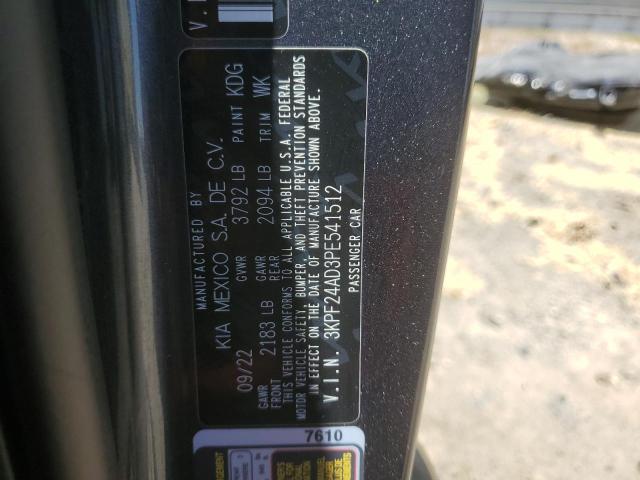 V.I.
MANUFACTURED BY
KIA MEXICO S.A. DE C.V.
09/22 GVWR 3792 LB PAINT KDG
GAWR FRONT 2183 LB GAWR REAR 2094 LB TRIM WK
THIS VEHICLE CONFORMS TO ALL APPLICABLE U.S.A. FEDERAL
MOTOR VEHICLE SAFETY, BUMPER, AND THEFT PREVENTION STANDARDS
IN EFFECT ON THE DATE OF MANUFACTURE SHOWN ABOVE.
V.I.N. 3KPF24AD3PE541512
PASSENGER CAR
7610